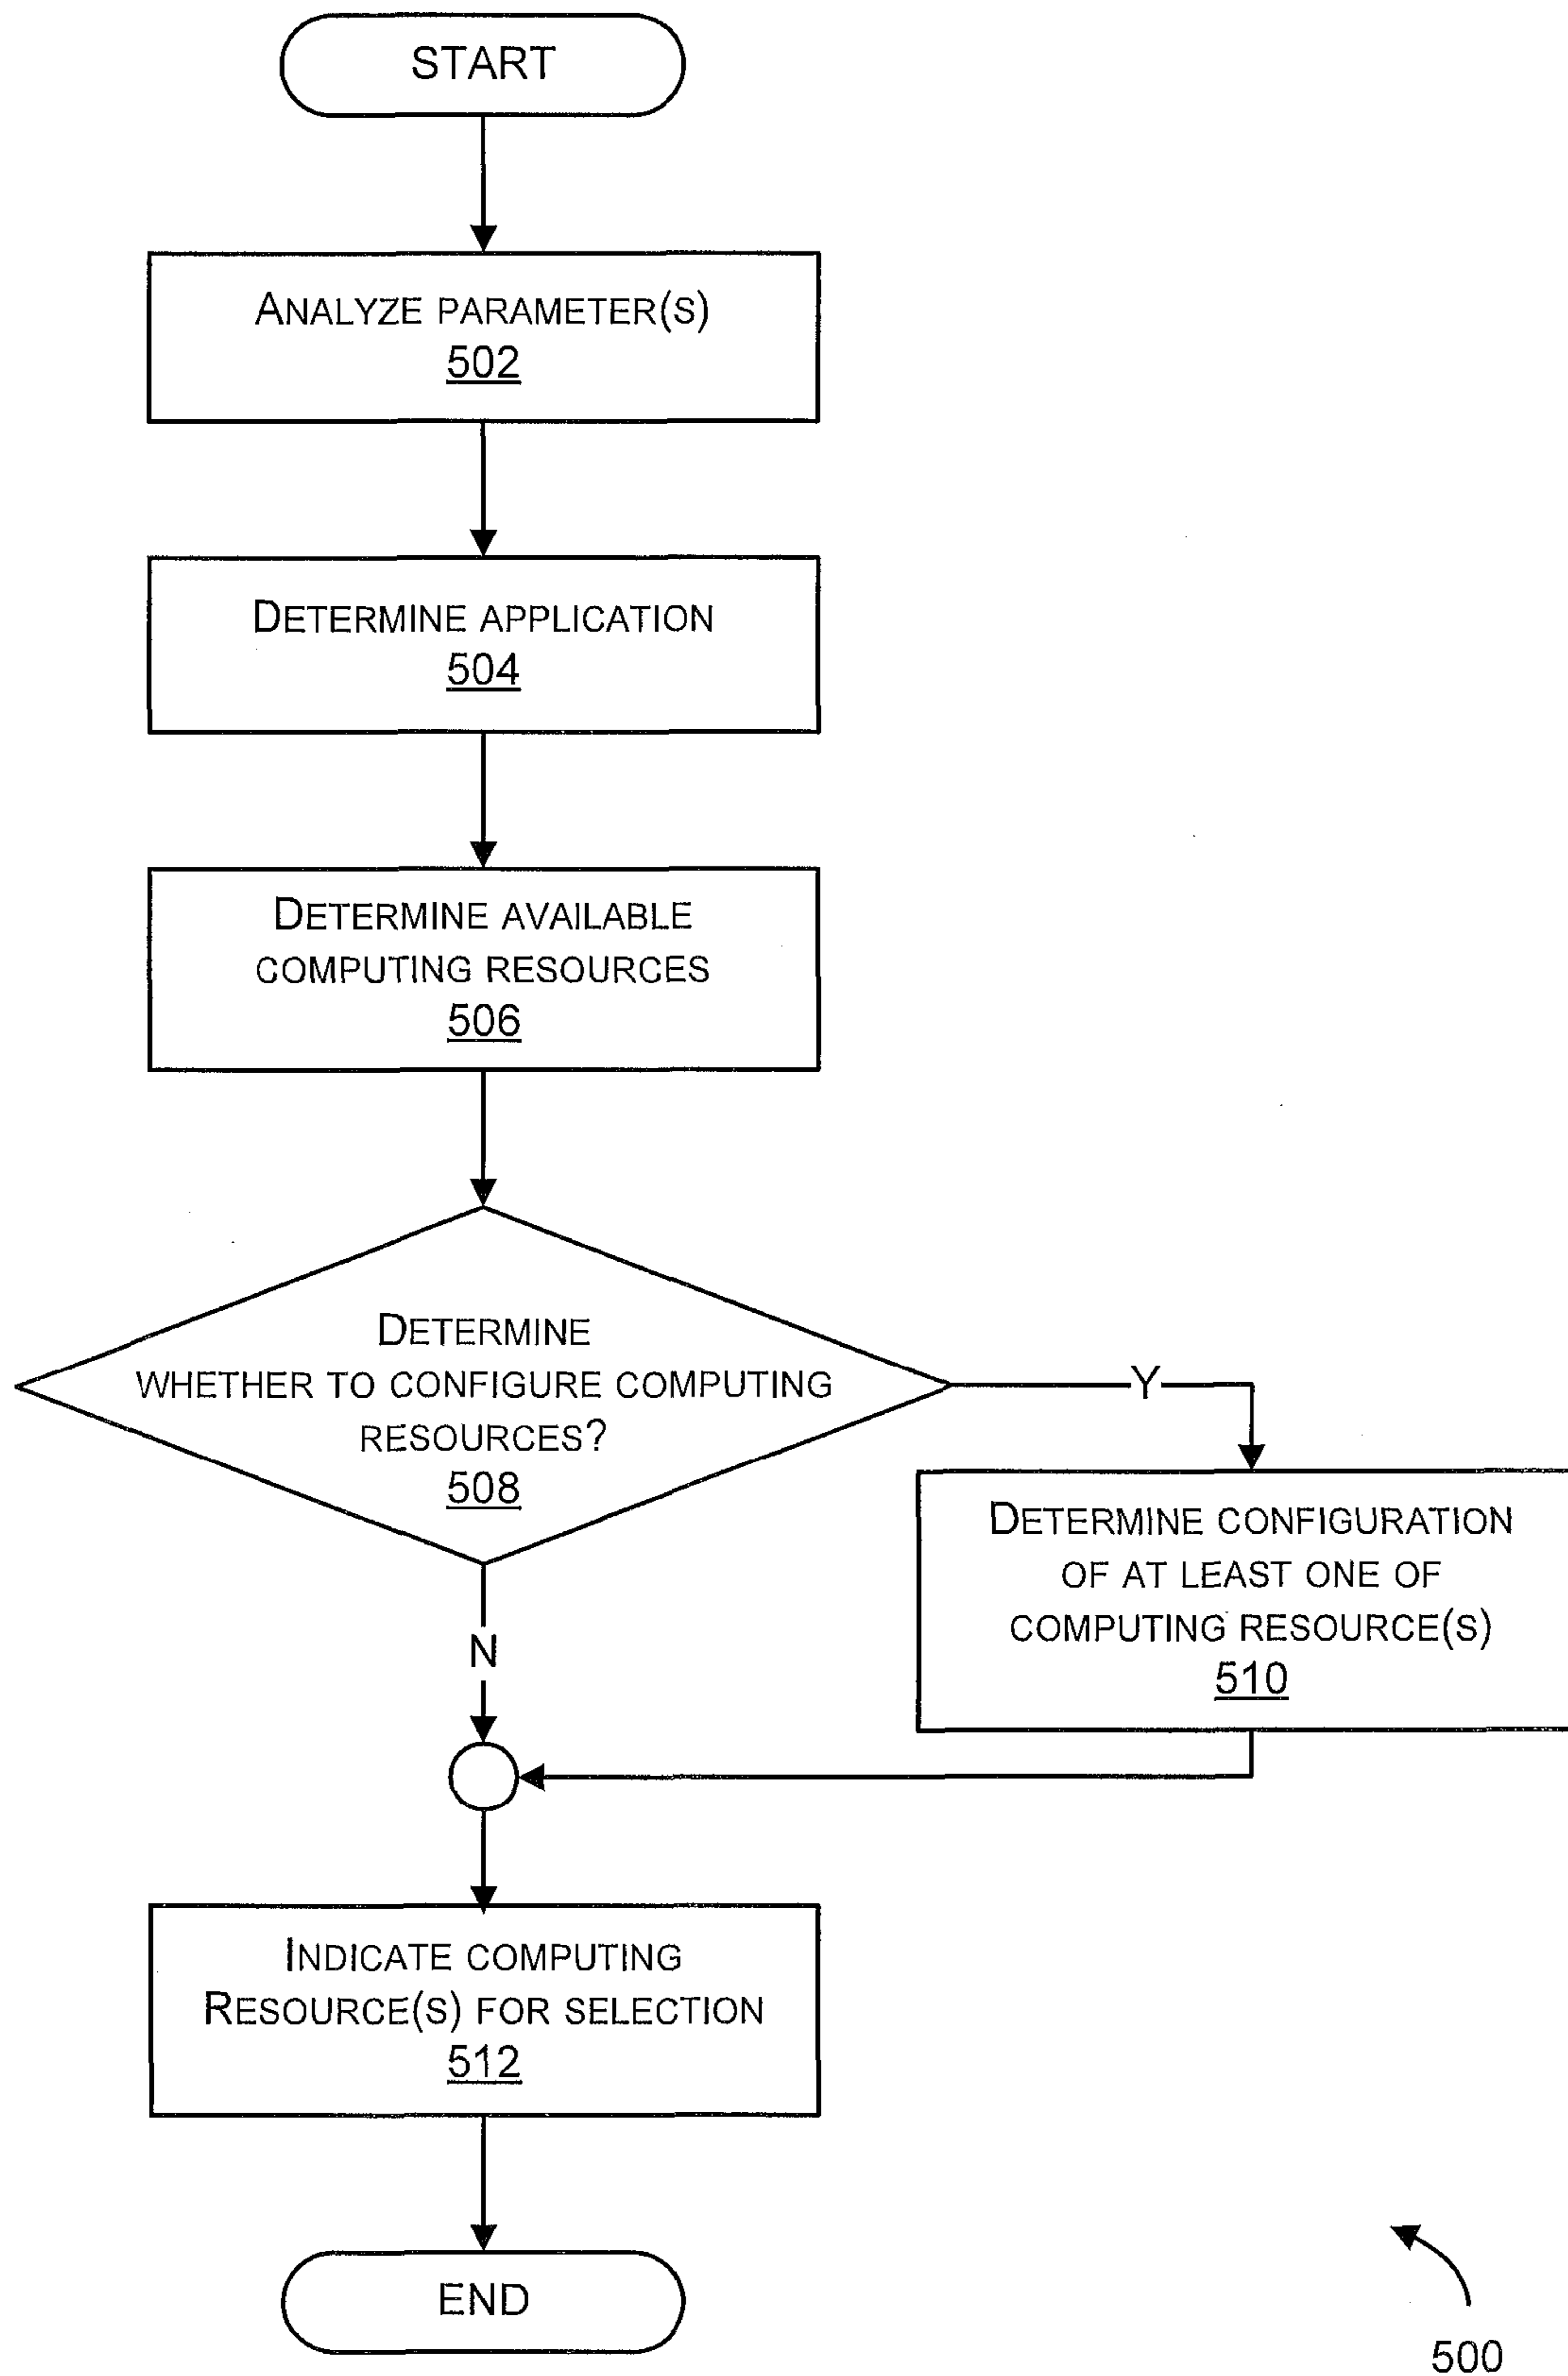 START
ANALYZE PARAMETER(S)
502
DETERMINE APPLICATION
504
DETERMINE AVAILABLE
COMPUTING RESOURCES
506
DETERMINE
WHETHER TO CONFIGURE COMPUTING
RESOURCES?
508
Y
DETERMINE CONFIGURATION
OF AT LEAST ONE OF
COMPUTING RESOURCE(S)
510
N
INDICATE COMPUTING
RESOURCE(S) FOR SELECTION
512
END
500